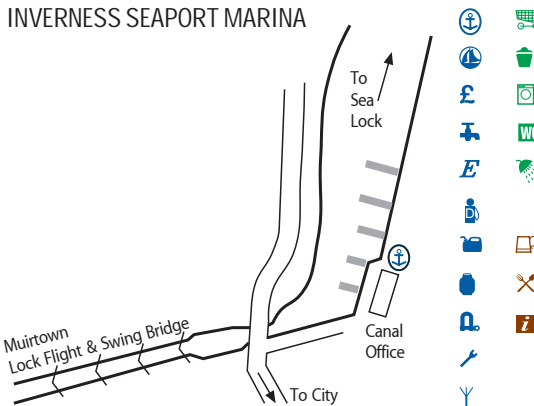 INVERNESS SEAPORT MARINA
To
Sea
Lock
£
E
WC
D
Muirtown
Lock Flight & Swing Bridge
Canal
Office
i
To City